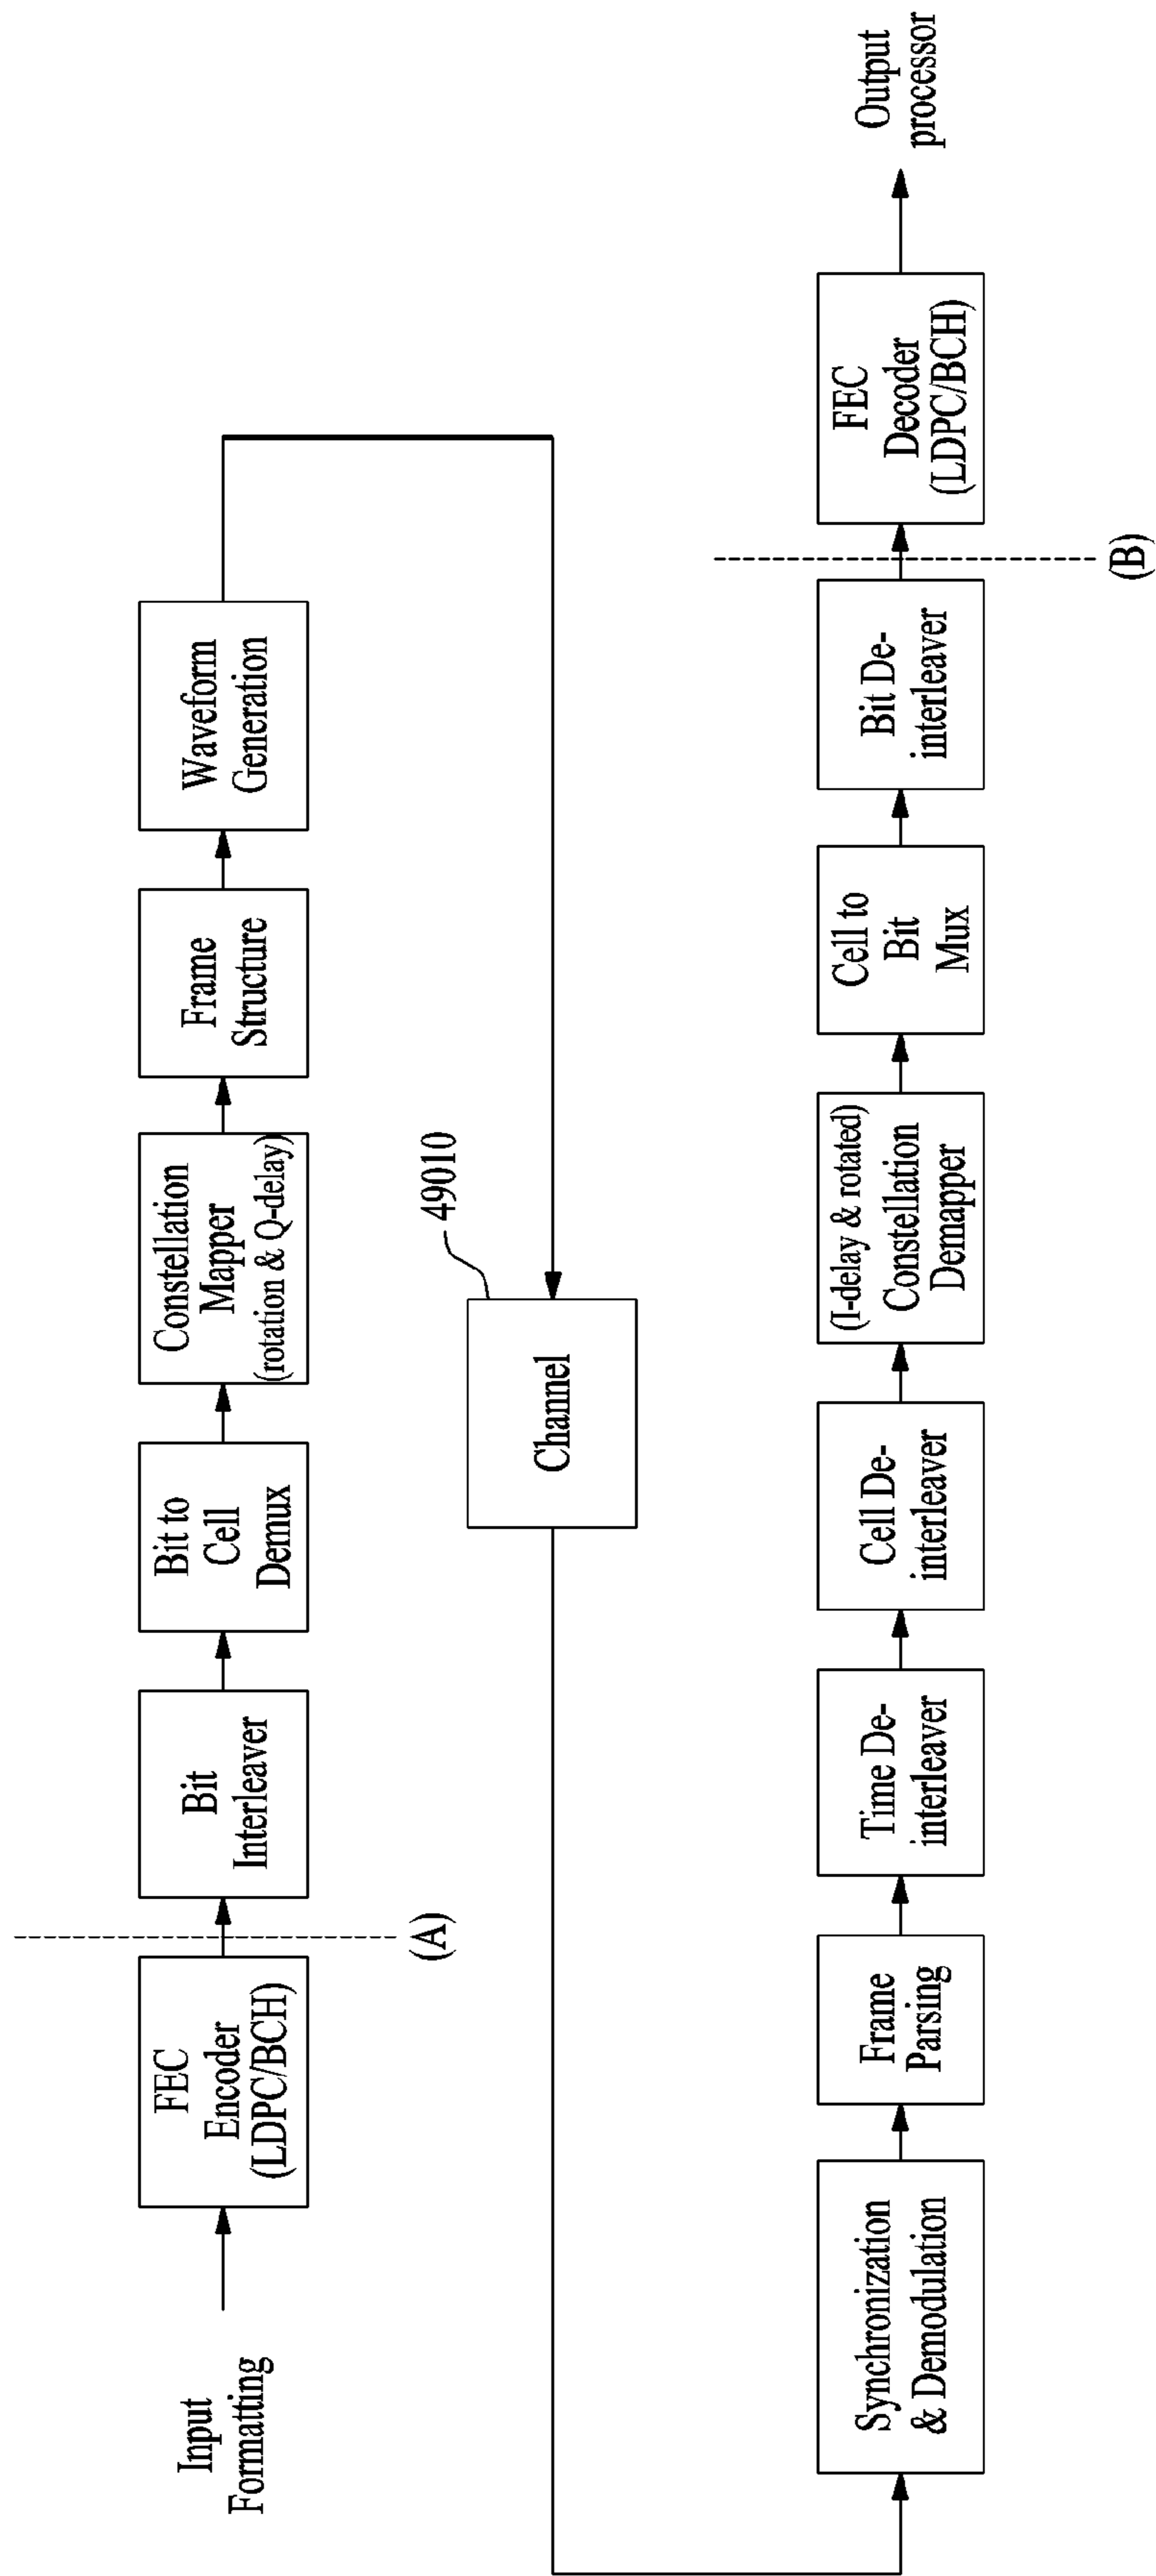 Input
Formatting
FEC
Encoder
(LDPC/BCH)
(A)
Bit
Interleaver
Bit to
Cell
Demux
Constellation
Mapper
(rotation & Q-delay)
Frame
Structure
Waveform
Generation
49010
Channel
Synchronization
& Demodulation
Frame
Parsing
Time De-
interleaver
Cell De-
interleaver
(I-delay & rotated)
Constellation
Demapper
Cell to
Bit
Mux
Bit De-
interleaver
(B)
FEC
Decoder
(LDPC/BCH)
Output
processor